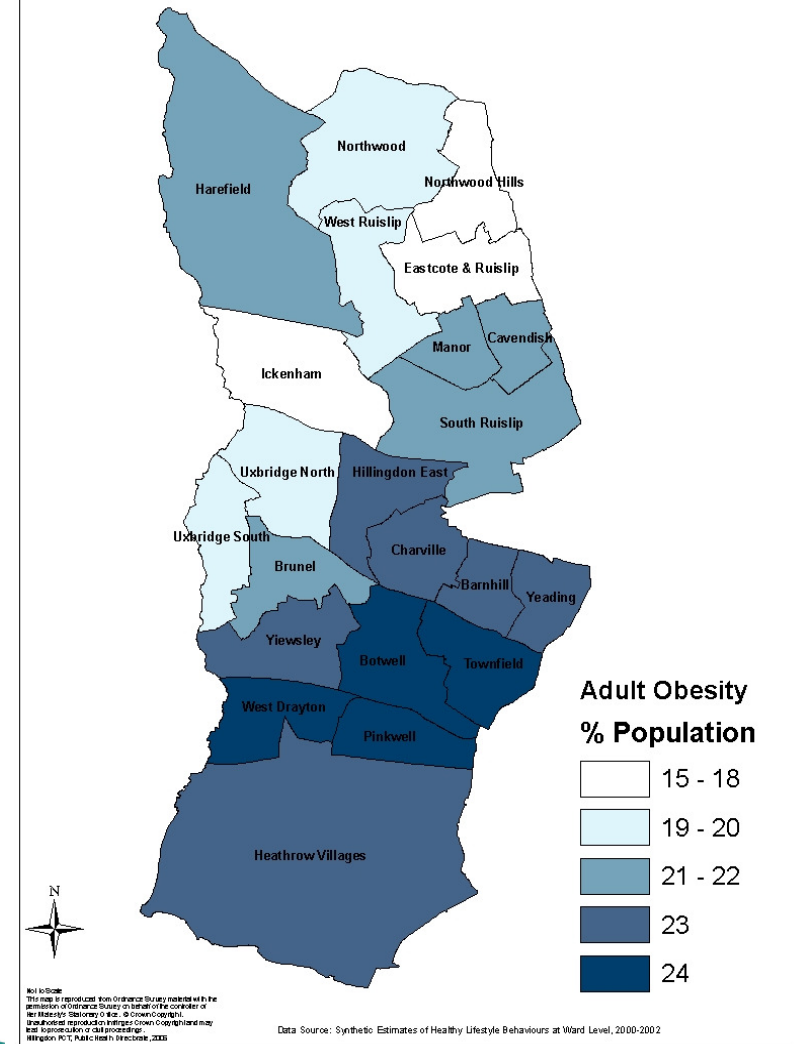 Northwood
Northwood Hills
Harefield
West Ruislip
Eastcote & Ruislip
Cavendish
Manor
Ickenham
South Ruislip
Uxbridge North
Hillingdon East
Uxbridge South
Charville
Brunel
Barnhill
Yeading
Yiewsley
Botwell
Townfield
West Drayton
Pinkwell
Heathrow Villages
Adult Obesity
% Population
15 - 18
19 - 20
21 - 22
23
24
N
Not to Scale
This map is reproduced from Ordnance Survey material with the
permission of Ordnance Survey on behalf of the controller of
Her Majesty's Stationary Office. © Crown Copyright.
Unauthorised reproduction infringes Crown Copyright and may
lead to prosecution or civil proceedings.
Hillingdon PCT, Public Health Directorate, 2006
Data Source: Synthetic Estimates of Healthy Lifestyle Behaviours at Ward Level, 2000-2002